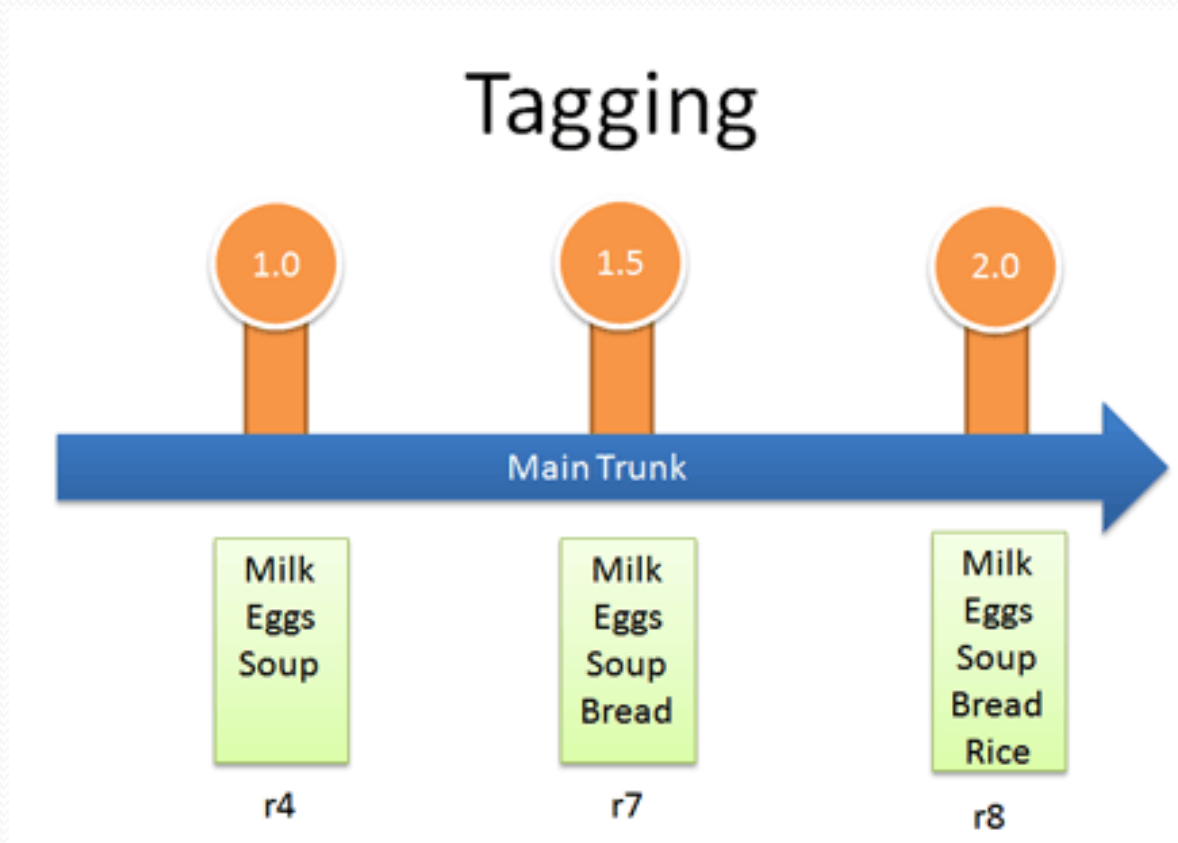 Tagging
1.0
1.5
2.0
Main Trunk
Milk
Eggs
Soup
Milk
Eggs
Soup
Bread
Milk
Eggs
Soup
Bread
Rice
r4
r7
r8